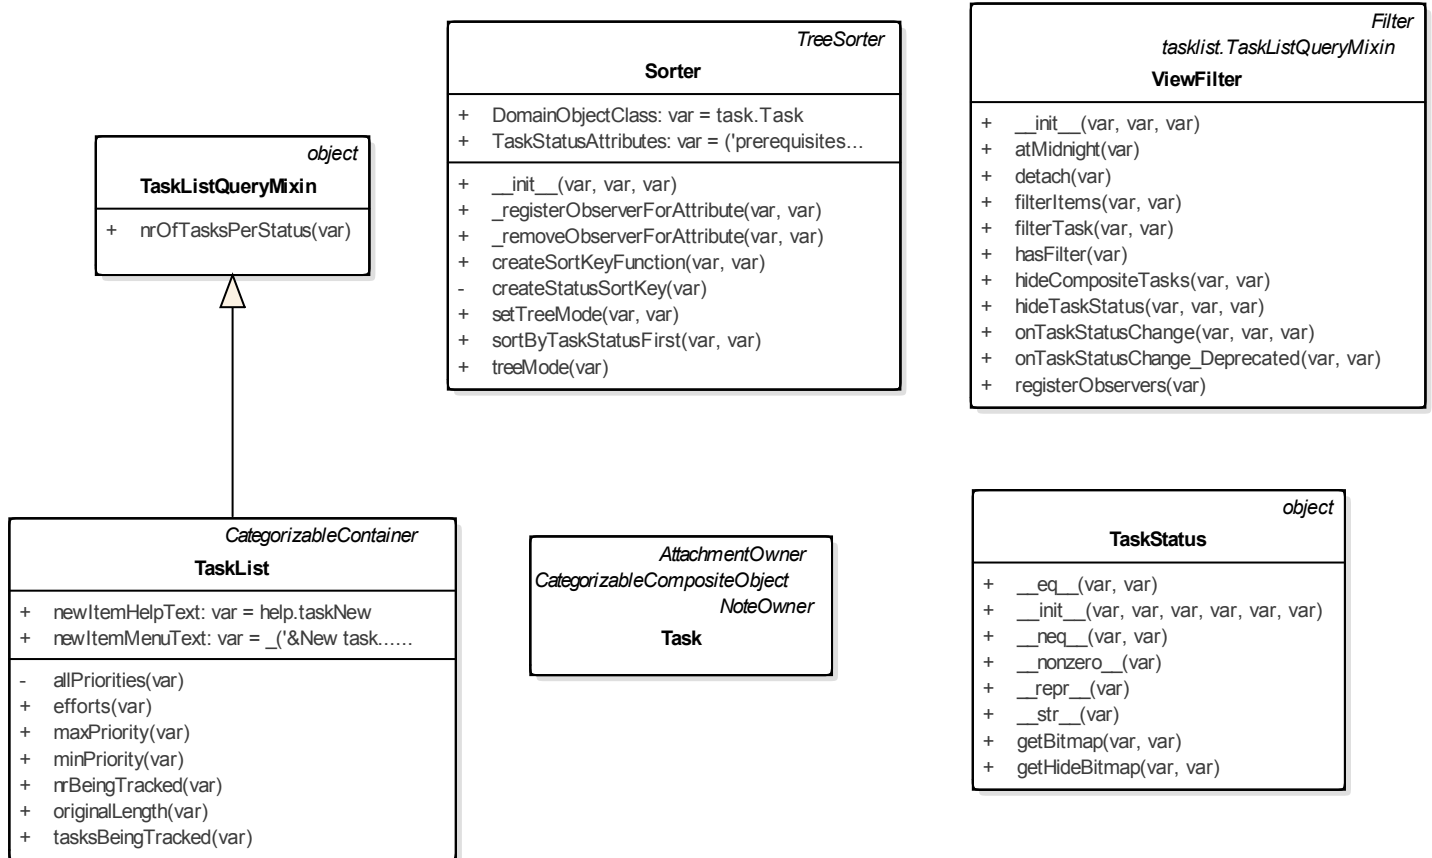 object
TaskListQueryMixin
+ nrOfTasksPerStatus(var)
TreeSorter
Sorter
+ DomainObjectClass: var = task.Task
+ TaskStatusAttributes: var = ('prerequisites...
+ __init__(var, var, var)
+ _registerObserverForAttribute(var, var)
+ _removeObserverForAttribute(var, var)
+ createSortKeyFunction(var, var)
- createStatusSortKey(var)
+ setTreeMode(var, var)
+ sortByTaskStatusFirst(var, var)
+ treeMode(var)
Filter
tasklist.TaskListQueryMixin
ViewFilter
+ __init__(var, var, var)
+ atMidnight(var)
+ detach(var)
+ filterItems(var, var)
+ filterTask(var, var)
+ hasFilter(var)
+ hideCompositeTasks(var, var)
+ hideTaskStatus(var, var, var)
+ onTaskStatusChange(var, var, var)
+ onTaskStatusChange_Deprecated(var, var)
+ registerObservers(var)
CategorizableContainer
TaskList
+ newItemHelpText: var = help.taskNew
+ newItemMenuText: var = _('&New task......
- allPriorities(var)
+ efforts(var)
+ maxPriority(var)
+ minPriority(var)
+ nrBeingTracked(var)
+ originalLength(var)
+ tasksBeingTracked(var)
AttachmentOwner
CategorizableCompositeObject
NoteOwner
Task
object
TaskStatus
+ __eq__(var, var)
+ __init__(var, var, var, var, var, var)
+ __neq__(var, var)
+ __nonzero__(var)
+ __repr__(var)
+ __str__(var)
+ getBitmap(var, var)
+ getHideBitmap(var, var)